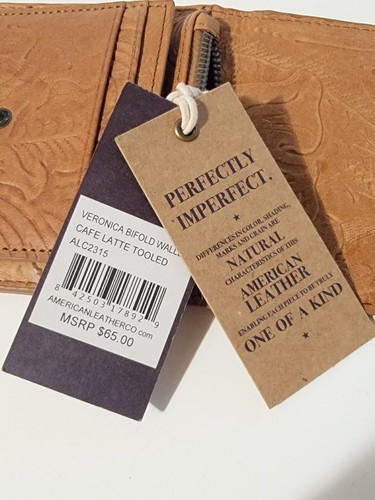 VERONICA BIFOLD WALL
CAFE LATTE TOOLED
ALC2315
8 42503 17892 9
AMERICANLEATHERCO.com
MSRP $65.00
PERFECTLY
IMPERFECT.
DIFFERENCES IN COLOR, SHADING,
MARKS AND GRAIN ARE
NATURAL
CHARACTERISTICS OF THIS
AMERICAN
LEATHER
ENABLING EACH PIECE TO BE TRULY
ONE OF A KIND